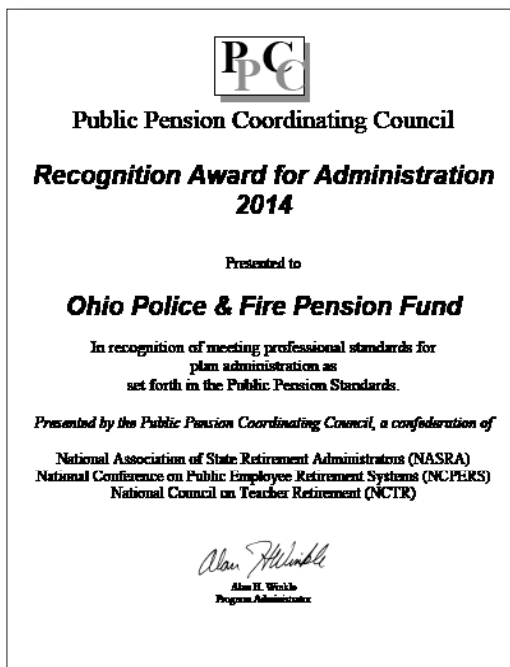 PPCC
Public Pension Coordinating Council
Recognition Award for Administration
2014
Presented to
Ohio Police & Fire Pension Fund
In recognition of meeting professional standards for
plan administration as
set forth in the Public Pension Standards.
Presented by the Public Pension Coordinating Council, a confederation of
National Association of State Retirement Administrators (NASRA)
National Conference on Public Employee Retirement Systems (NCPERS)
National Council on Teacher Retirement (NCTR)
Alan H Winkle
Alan H. Winkle
Program Administrator